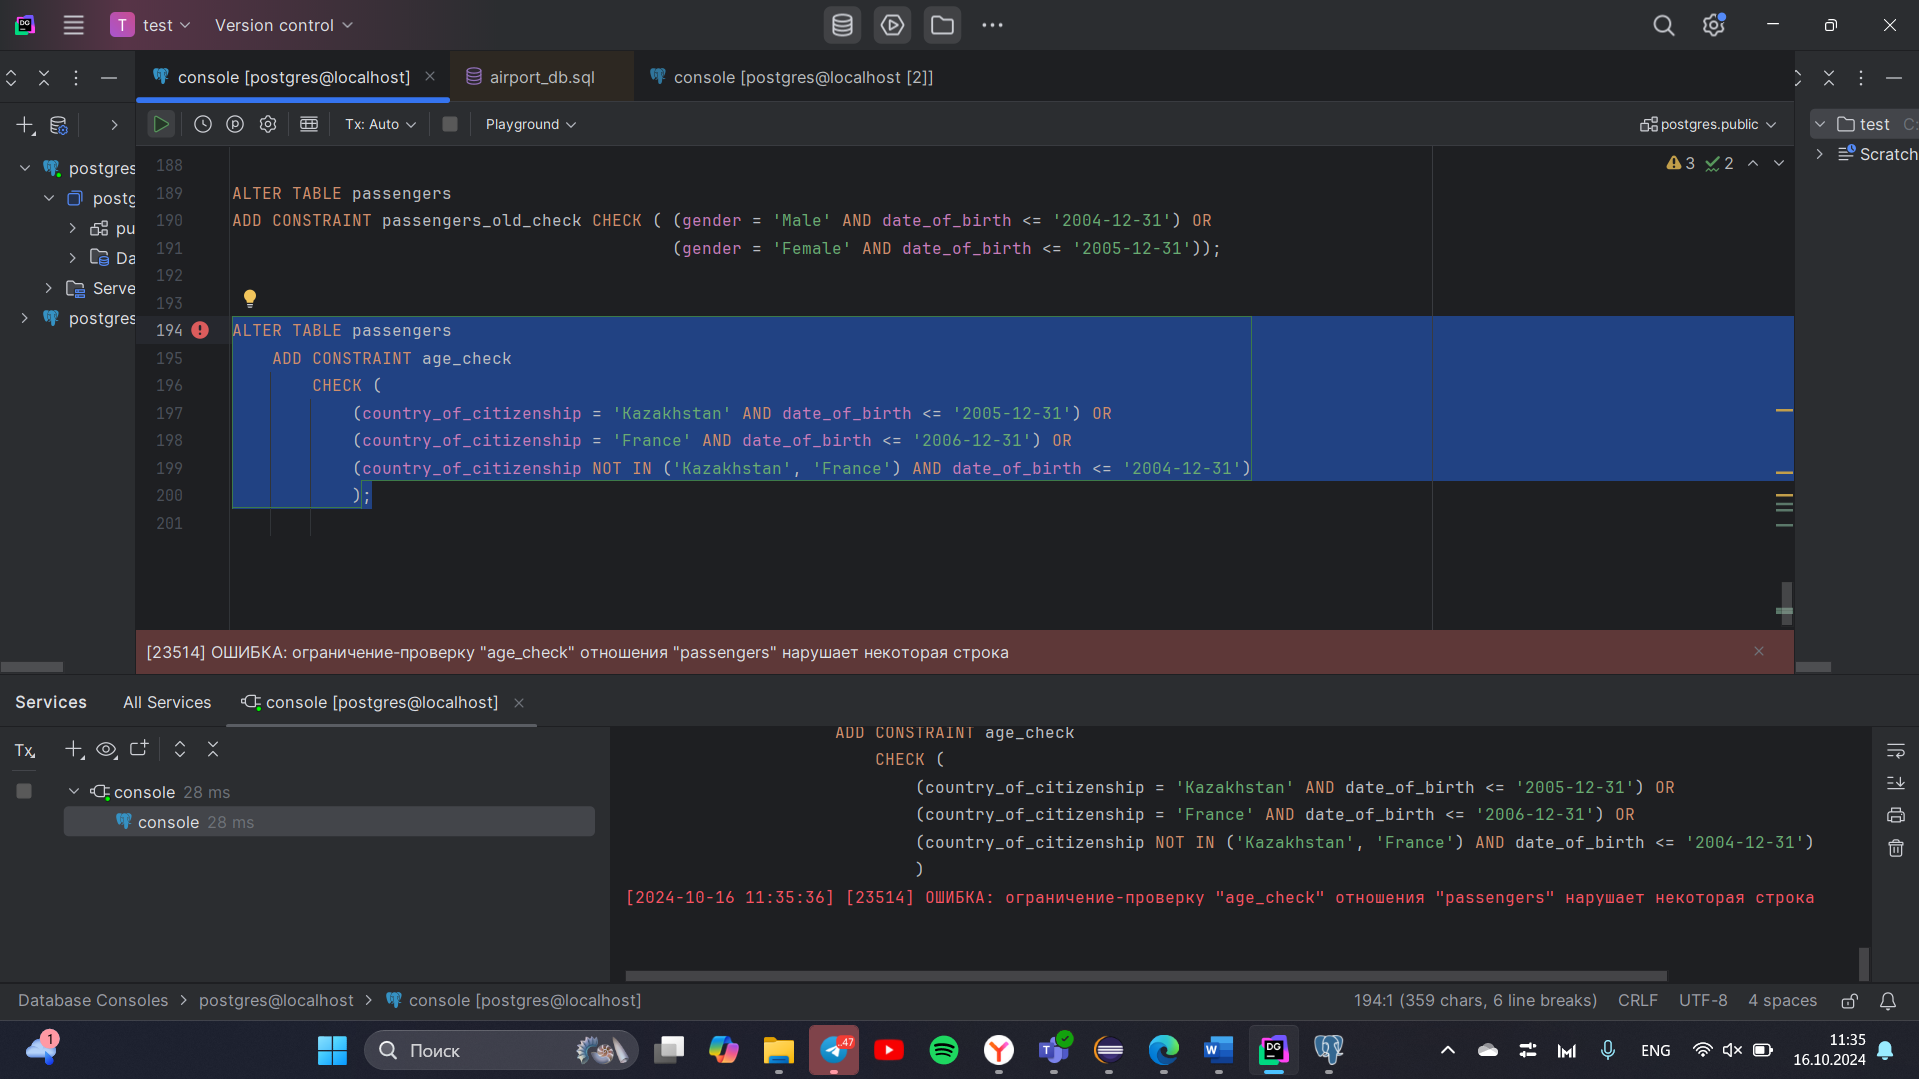 T test Version control
console [postgres@localhost] airport_db.sql console [postgres@localhost [2]]
Tx: Auto Playground postgres.public
test C:
Scratch
postgres
postg
pu
Da
Serve
postgres
3 2
188
189 ALTER TABLE passengers
190 ADD CONSTRAINT passengers_old_check CHECK ( (gender = 'Male' AND date_of_birth <= '2004-12-31') OR
191 (gender = 'Female' AND date_of_birth <= '2005-12-31'));
192
193
194 ALTER TABLE passengers
195 ADD CONSTRAINT age_check
196 CHECK (
197 (country_of_citizenship = 'Kazakhstan' AND date_of_birth <= '2005-12-31') OR
198 (country_of_citizenship = 'France' AND date_of_birth <= '2006-12-31') OR
199 (country_of_citizenship NOT IN ('Kazakhstan', 'France') AND date_of_birth <= '2004-12-31')
200 );
201
[23514] ОШИБКА: ограничение-проверку "age_check" отношения "passengers" нарушает некоторая строка
Services All Services console [postgres@localhost]
Tx
console 28 ms
console 28 ms
ADD CONSTRAINT age_check
CHECK (
(country_of_citizenship = 'Kazakhstan' AND date_of_birth <= '2005-12-31') OR
(country_of_citizenship = 'France' AND date_of_birth <= '2006-12-31') OR
(country_of_citizenship NOT IN ('Kazakhstan', 'France') AND date_of_birth <= '2004-12-31')
)
[2024-10-16 11:35:36] [23514] ОШИБКА: ограничение-проверку "age_check" отношения "passengers" нарушает некоторая строка
Database Consoles > postgres@localhost > console [postgres@localhost] 194:1 (359 chars, 6 line breaks) CRLF UTF-8 4 spaces
1 Поиск .47 ENG 11:35
16.10.2024